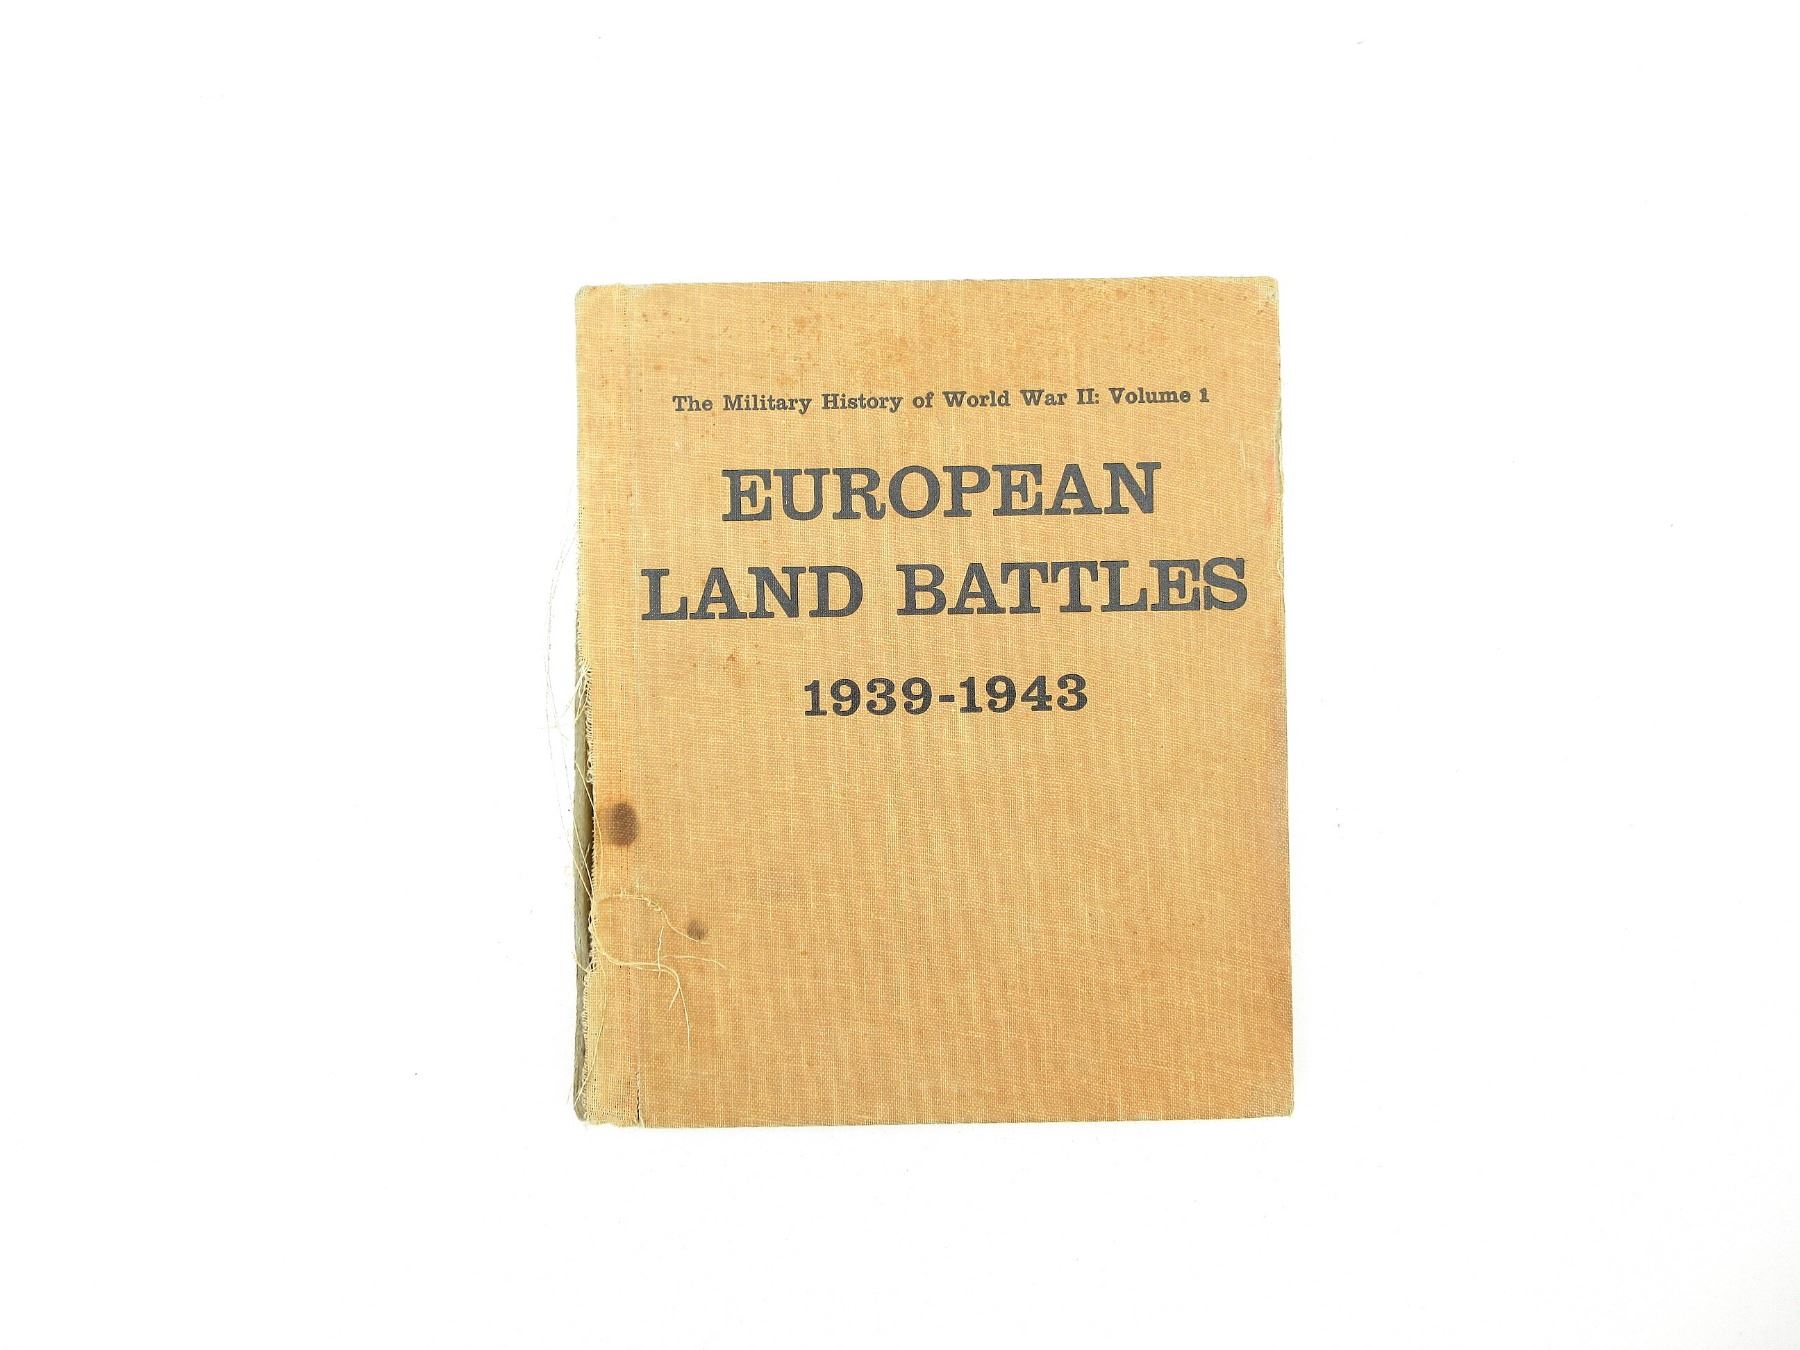 The Military History of World War II: Volume 1
EUROPEAN
LAND BATTLES
1939-1943